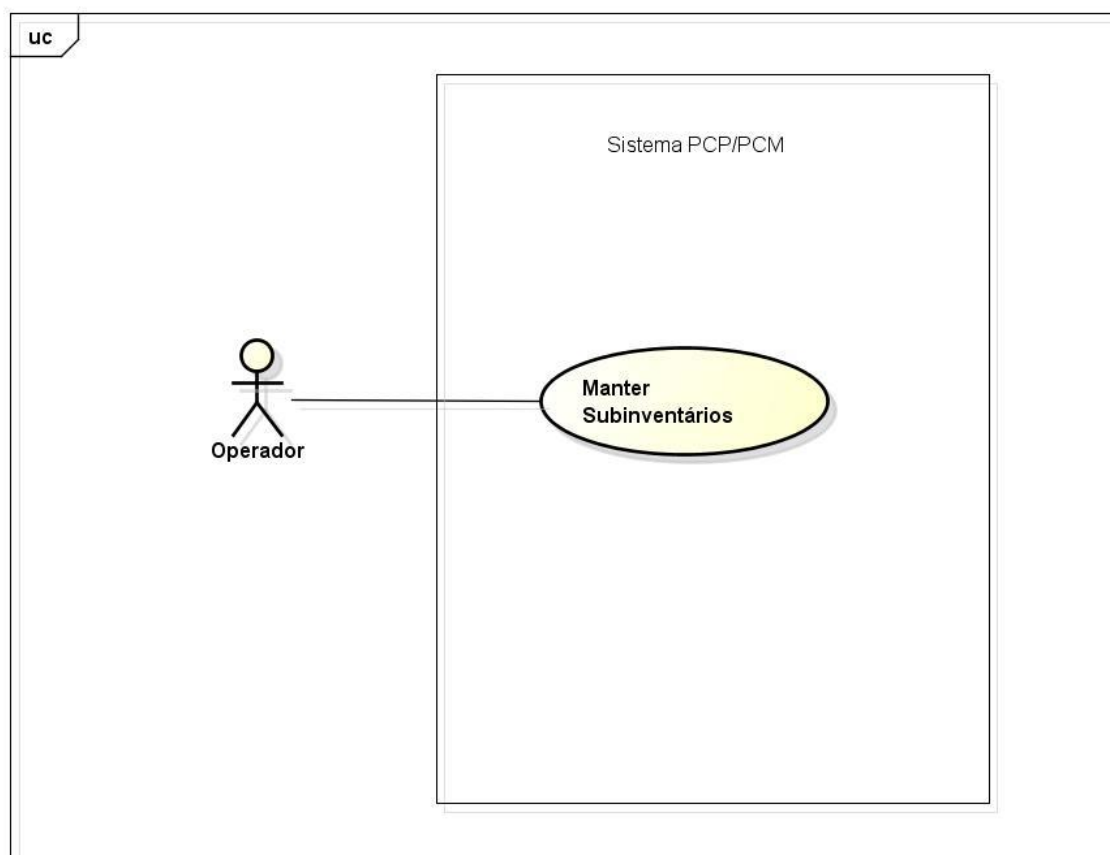 uc
Sistema PCP/PCM
Manter
Subinventários
Operador